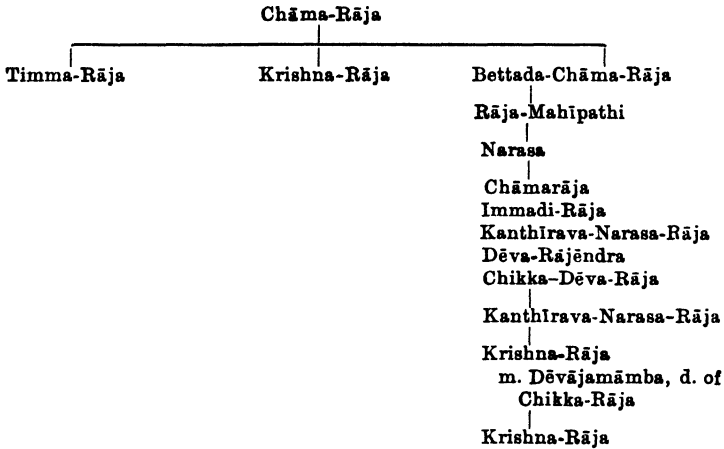 Chāma-Rāja
Timma-Rāja Krishna-Rāja Bettada-Chāma-Rāja
Rāja-Mahīpathi
Narasa
Chāmarāja
Immadi-Rāja
Kanthīrava-Narasa-Rāja
Dēva-Rājēndra
Chikka-Dēva-Rāja
Kanthīrava-Narasa-Rāja
Krishna-Rāja
m. Dēvājamāmba, d. of
Chikka-Rāja
Krishna-Rāja